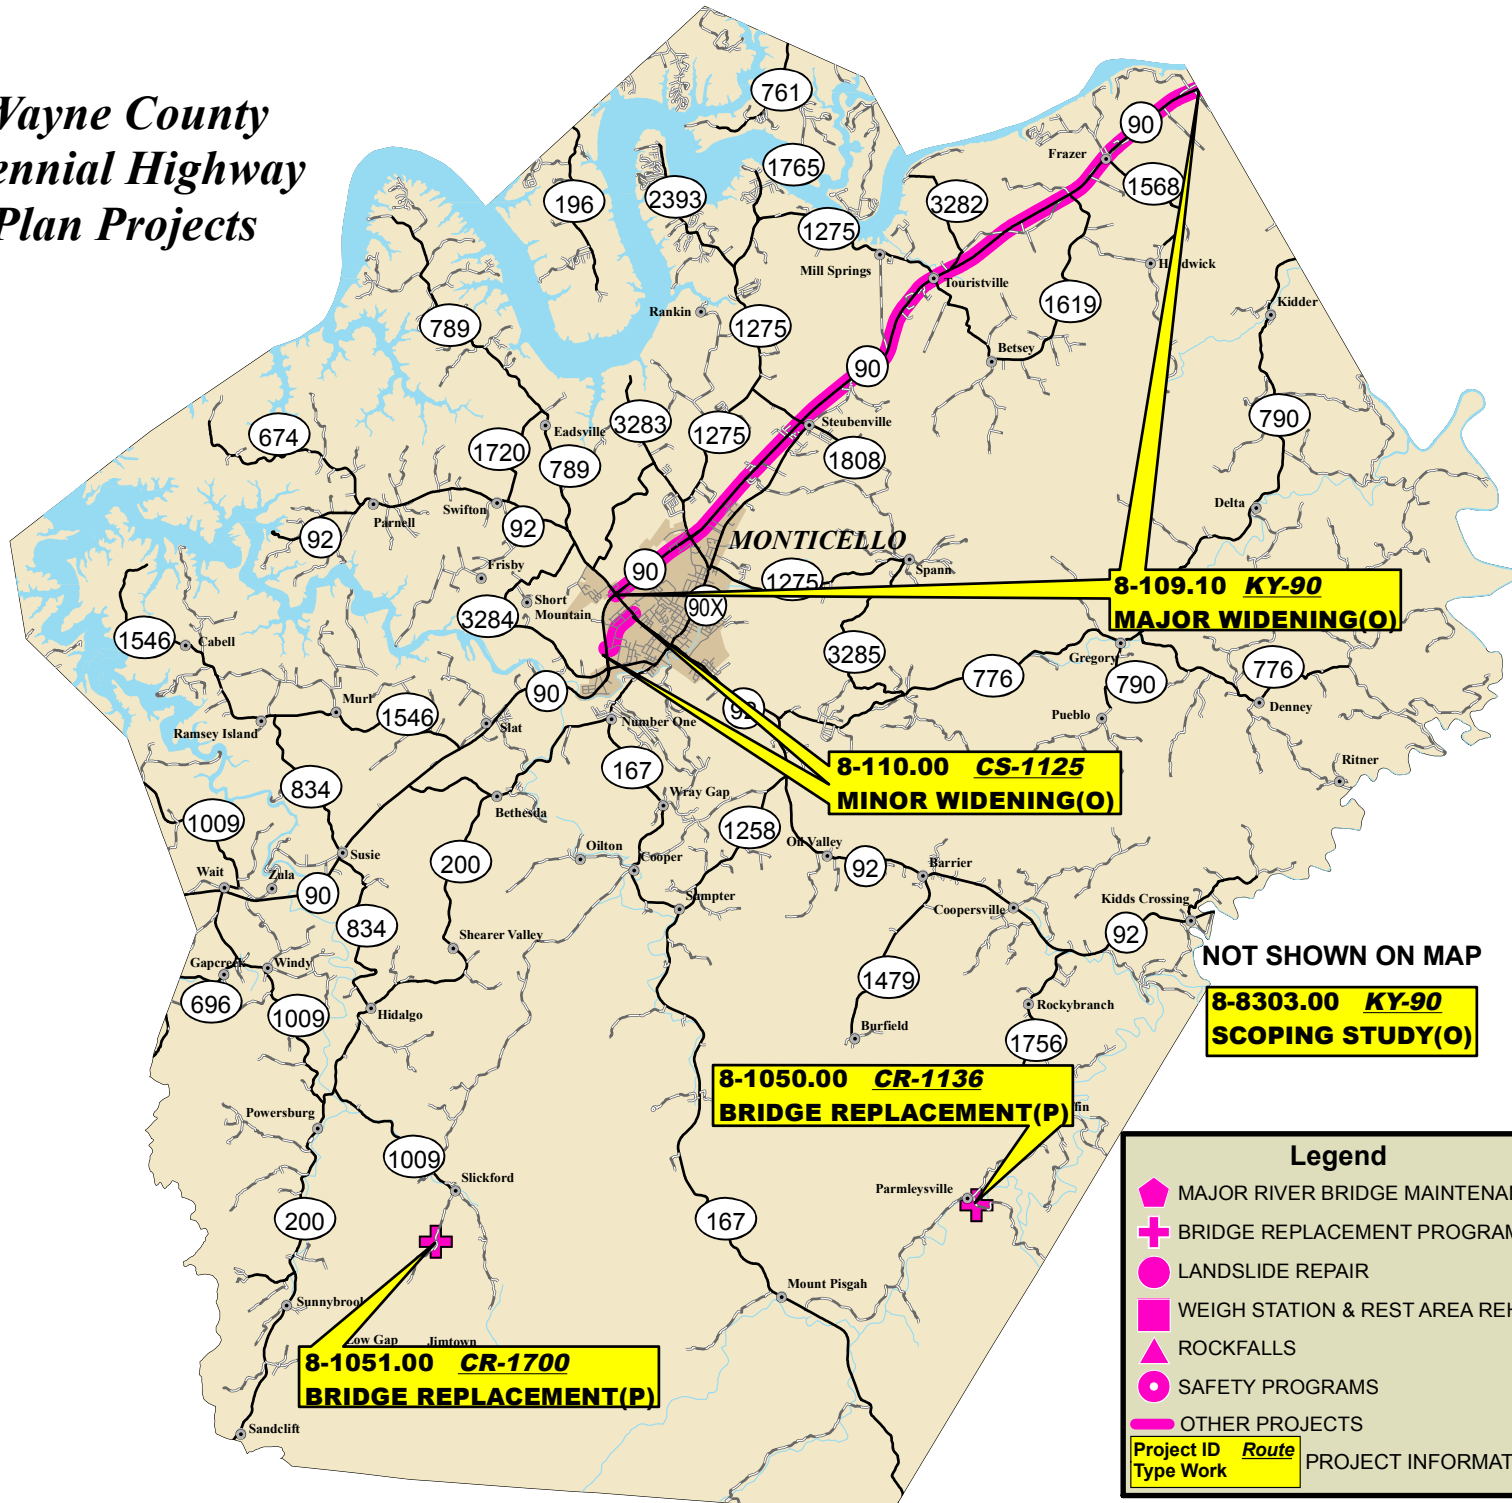 Wayne County
ennial Highway
Plan Projects
761
1765
196
2393
1275
3282
90
Frazer
1568
Mill Springs
Touristville
Hardwick
789
Rankin
1275
1619
Kidder
Betsey
90
674
1720
Eadsville
3283
1275
Steubenville
1808
790
789
Parnell
Swifton
92
92
Delta
MONTICELLO
Frisby
90
1275
Spann
Short
Mountain
90X
3284
8-109.10 KY-90
MAJOR WIDENING(O)
1546
Cabell
3285
Gregory
776
776
790
90
Murl
1546
Slat
Ramsey Island
Number One
92
Pueblo
Denney
167
8-110.00 CS-1125
MINOR WIDENING(O)
Ritner
834
Bethesda
Wray Gap
1009
1258
Susie
200
Oilton
Cooper
Oil Valley
92
Barrier
Wait
Zula
90
Sumpter
Coopersville
Kidds Crossing
834
92
Shearer Valley
NOT SHOWN ON MAP
Gapcreek
Windy
1479
8-8303.00 KY-90
SCOPING STUDY(O)
696
1009
Hidalgo
Rockybranch
Burfield
1756
8-1050.00 CR-1136
BRIDGE REPLACEMENT(P)
fin
Powersburg
1009
Slickford
Parmleysville
200
167
Mount Pisgah
Sunnybrook
Low Gap
Jimtown
8-1051.00 CR-1700
BRIDGE REPLACEMENT(P)
Sandclift
Legend
MAJOR RIVER BRIDGE MAINTENA
BRIDGE REPLACEMENT PROGRAM
LANDSLIDE REPAIR
WEIGH STATION & REST AREA REH
ROCKFALLS
SAFETY PROGRAMS
OTHER PROJECTS
Project ID Route
Type Work
PROJECT INFORMAT